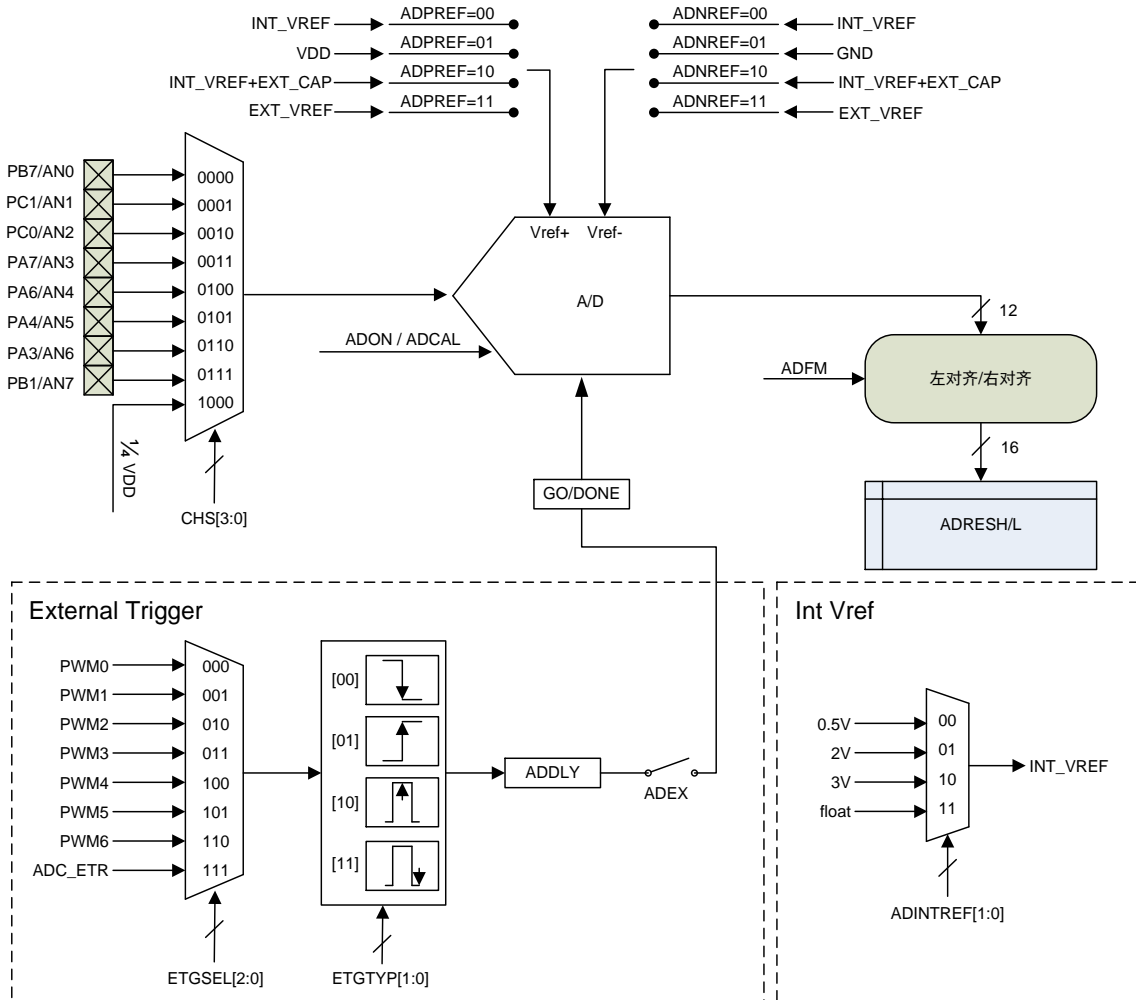 INT_VREF
ADPREF=00
ADNREF=00
INT_VREF
VDD
ADPREF=01
ADNREF=01
GND
INT_VREF+EXT_CAP
ADPREF=10
ADNREF=10
INT_VREF+EXT_CAP
EXT_VREF
ADPREF=11
ADNREF=11
EXT_VREF
PB7/AN0
0000
PC1/AN1
0001
PC0/AN2
0010
PA7/AN3
0011
PA6/AN4
0100
PA4/AN5
0101
PA3/AN6
0110
PB1/AN7
0111
1000
¼ VDD
CHS[3:0]
Vref+
Vref-
A/D
ADON / ADCAL
12
ADFM
左对齐/右对齐
16
ADRESH/L
GO/DONE
External Trigger
PWM0
000
PWM1
001
PWM2
010
PWM3
011
PWM4
100
PWM5
101
PWM6
110
ADC_ETR
111
ETGSEL[2:0]
[00]
[01]
[10]
[11]
ETGTYP[1:0]
ADDLY
ADEX
Int Vref
0.5V
00
2V
01
3V
10
float
11
INT_VREF
ADINTREF[1:0]